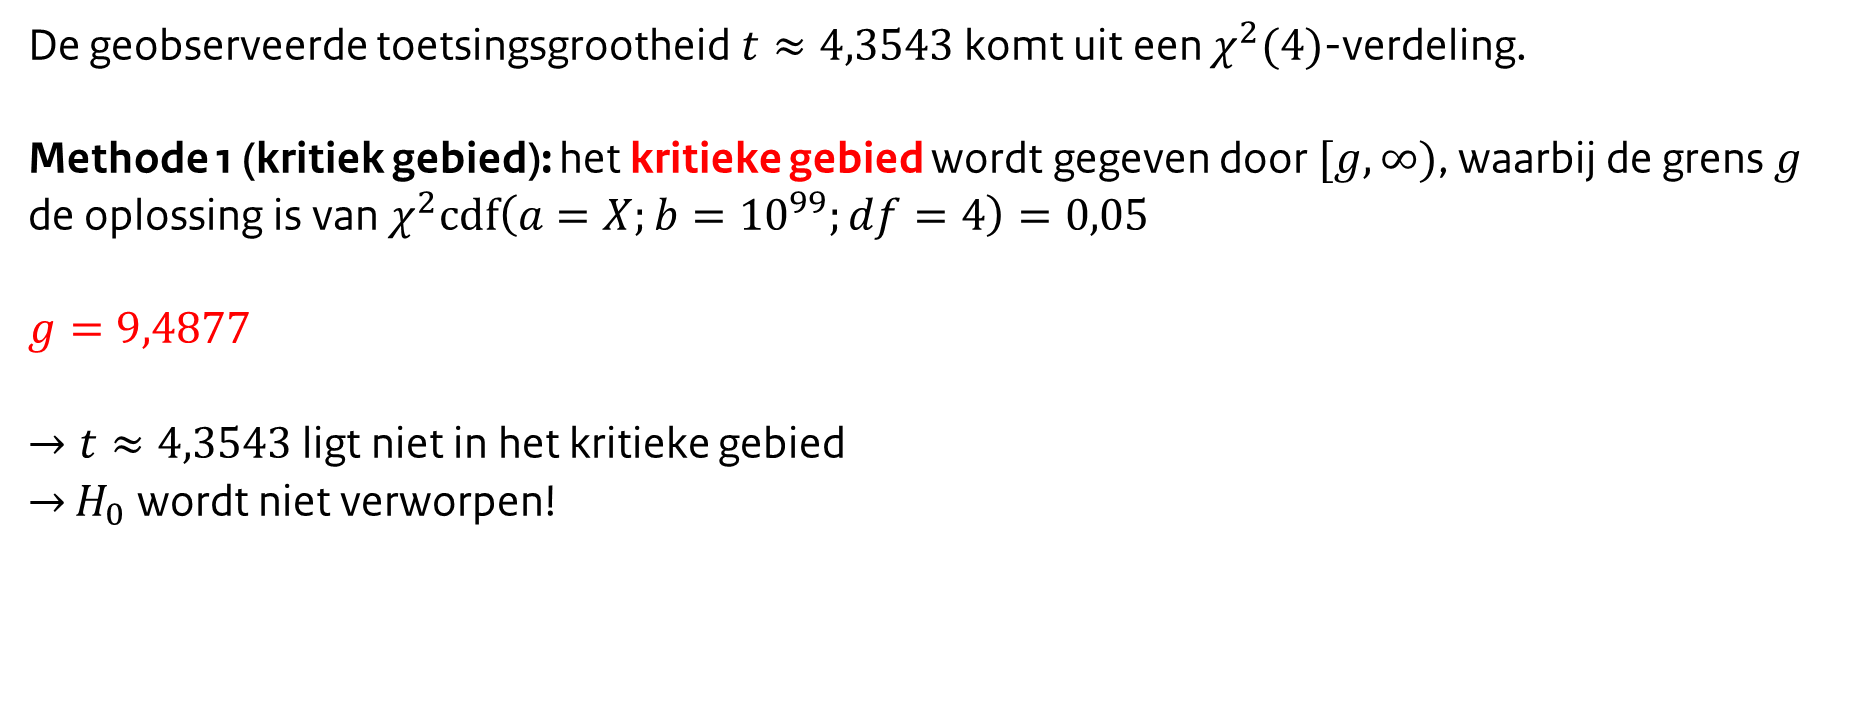 De geobserveerde toetsingsgrootheid t ≈ 4,3543 komt uit een χ²(4)-verdeling.
Methode 1 (kritiek gebied): het kritieke gebied wordt gegeven door [g, ∞), waarbij de grens g
de oplossing is van χ²cdf(a = X; b = 10⁹⁹; df = 4) = 0,05
g = 9,4877
→ t ≈ 4,3543 ligt niet in het kritieke gebied
→ H₀ wordt niet verworpen!